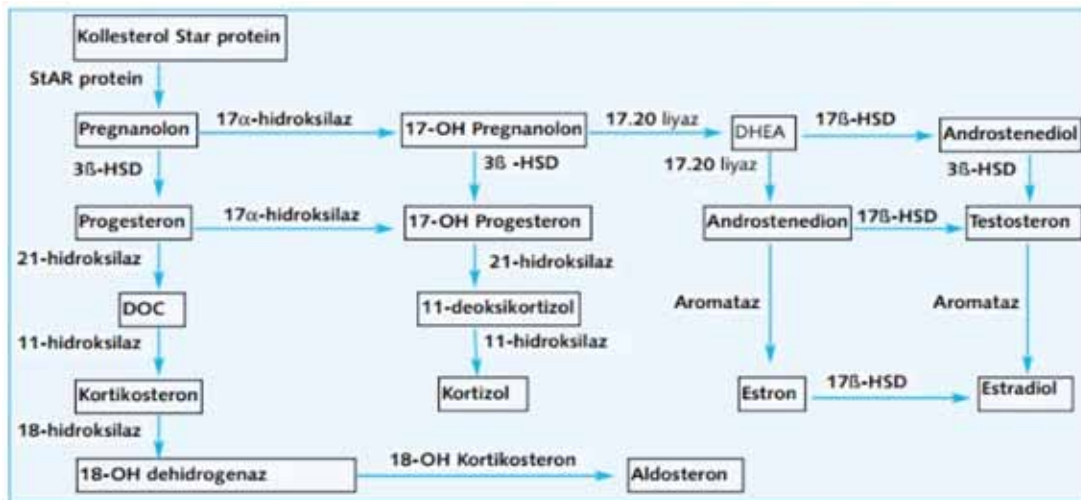 Kollesterol Star protein
StAR protein
Pregnanolon 17α-hidroksilaz 17-OH Pregnanolon 17.20 liyaz DHEA 17ß-HSD Androstenediol
3ß-HSD 3ß -HSD 17.20 liyaz 3ß-HSD
Progesteron 17α-hidroksilaz 17-OH Progesteron Androstenedion 17ß-HSD Testosteron
21-hidroksilaz 21-hidroksilaz
DOC 11-deoksikortizol Aromataz Aromataz
11-hidroksilaz 11-hidroksilaz
Kortikosteron Kortizol Estron 17ß-HSD Estradiol
18-hidroksilaz
18-OH dehidrogenaz 18-OH Kortikosteron Aldosteron